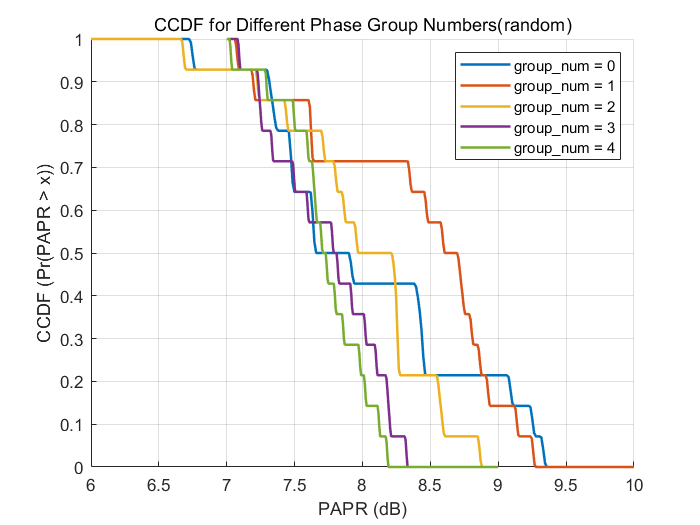 CCDF for Different Phase Group Numbers(random)
CCDF (Pr(PAPR > x))
1
0.9
0.8
0.7
0.6
0.5
0.4
0.3
0.2
0.1
0
group_num = 0
group_num = 1
group_num = 2
group_num = 3
group_num = 4
6 6.5 7 7.5 8 8.5 9 9.5 10
PAPR (dB)